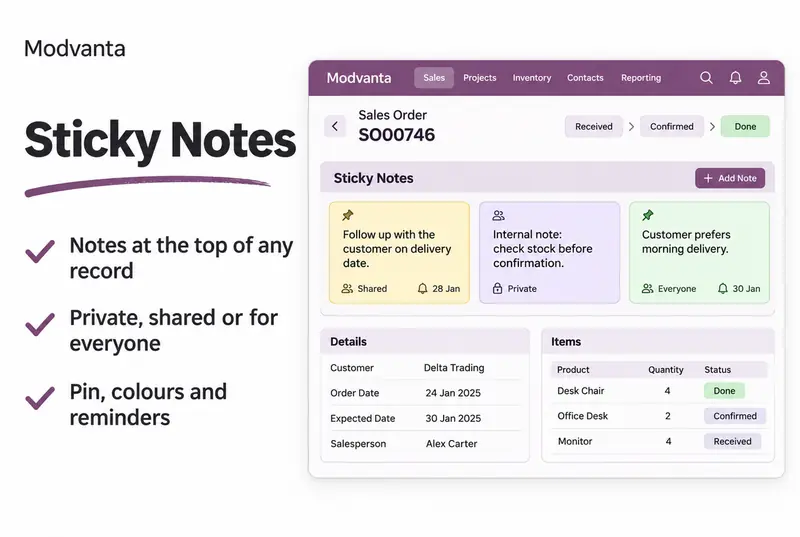 Modvanta
Sticky Notes
Notes at the top of any
record
Private, shared or for
everyone
Pin, colours and
reminders
Modvanta Sales Projects Inventory Contacts Reporting
Sales Order
SO00746
Received Confirmed Done
Sticky Notes
+ Add Note
Follow up with the
customer on delivery
date.
Shared 28 Jan
Internal note:
check stock before
confirmation.
Private
Customer prefers
morning delivery.
Everyone 30 Jan
Details
Customer Delta Trading
Order Date 24 Jan 2025
Expected Date 30 Jan 2025
Salesperson Alex Carter
Items
Product Quantity Status
Desk Chair 4 Done
Office Desk 2 Confirmed
Monitor 4 Received